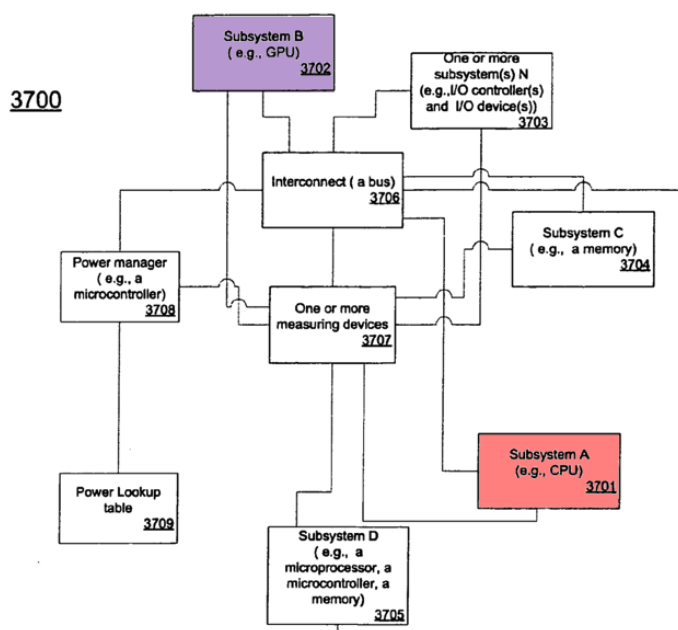 Subsystem B
( e.g., GPU)
3702
One or more
subsystem(s) N
(e.g.,I/O controller(s)
and I/O device(s))
3703
3700
Interconnect ( a bus)
3706
Subsystem C
( e.g., a memory)
3704
Power manager
( e.g., a
microcontroller)
3708
One or more
measuring devices
3707
Subsystem A
(e.g., CPU)
3701
Power Lookup
table
3709
Subsystem D
( e.g., a
microprocessor, a
microcontroller, a
memory)
3705